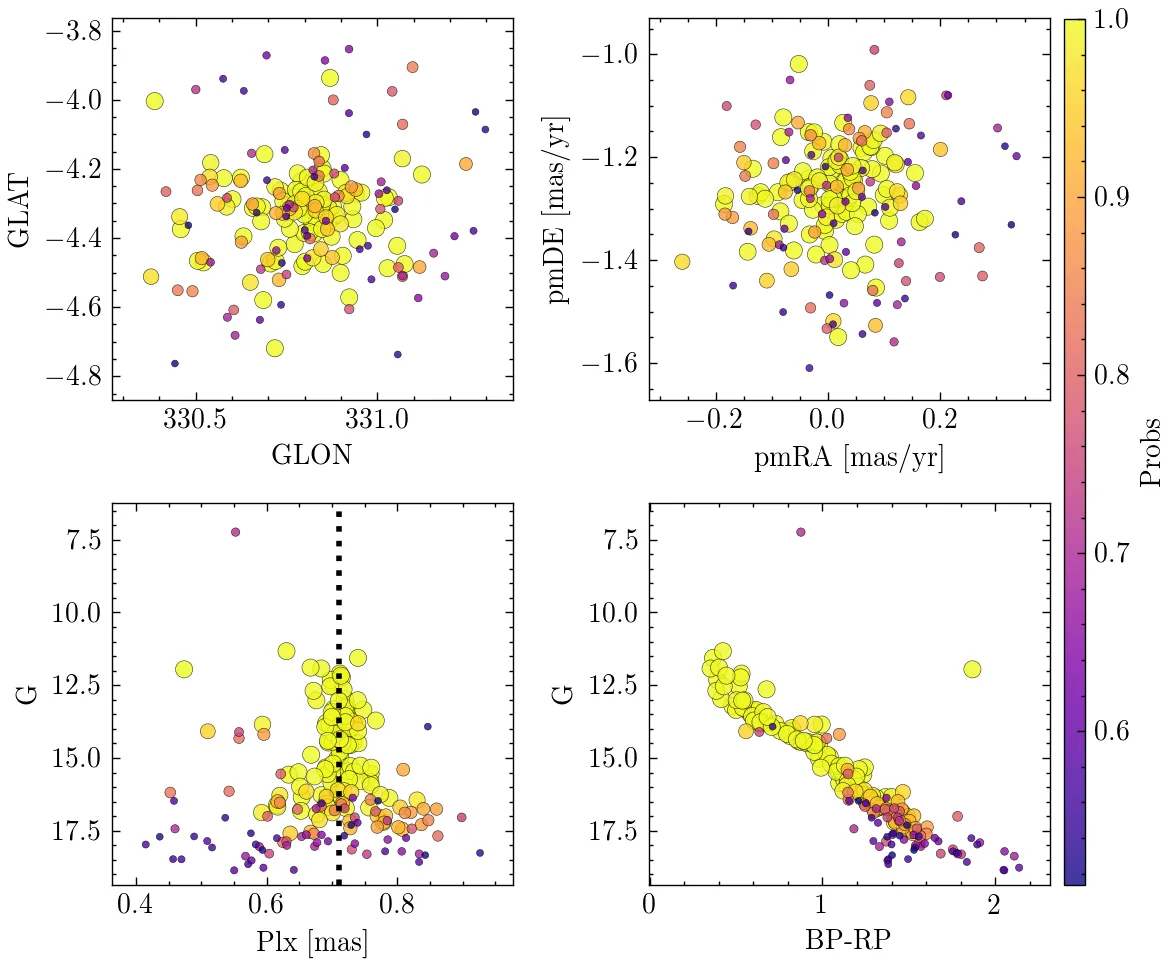 −3.8
−4.0
−4.2
−4.4
−4.6
−4.8
GLAT
330.5 331.0
GLON
−1.0
−1.2
−1.4
−1.6
pmDE [mas/yr]
−0.2 0.0 0.2
pmRA [mas/yr]
7.5
10.0
12.5
15.0
17.5
G
0.4 0.6 0.8
Plx [mas]
7.5
10.0
12.5
15.0
17.5
G
0 1 2
BP-RP
1.0
0.9
0.8
0.7
0.6
Probs